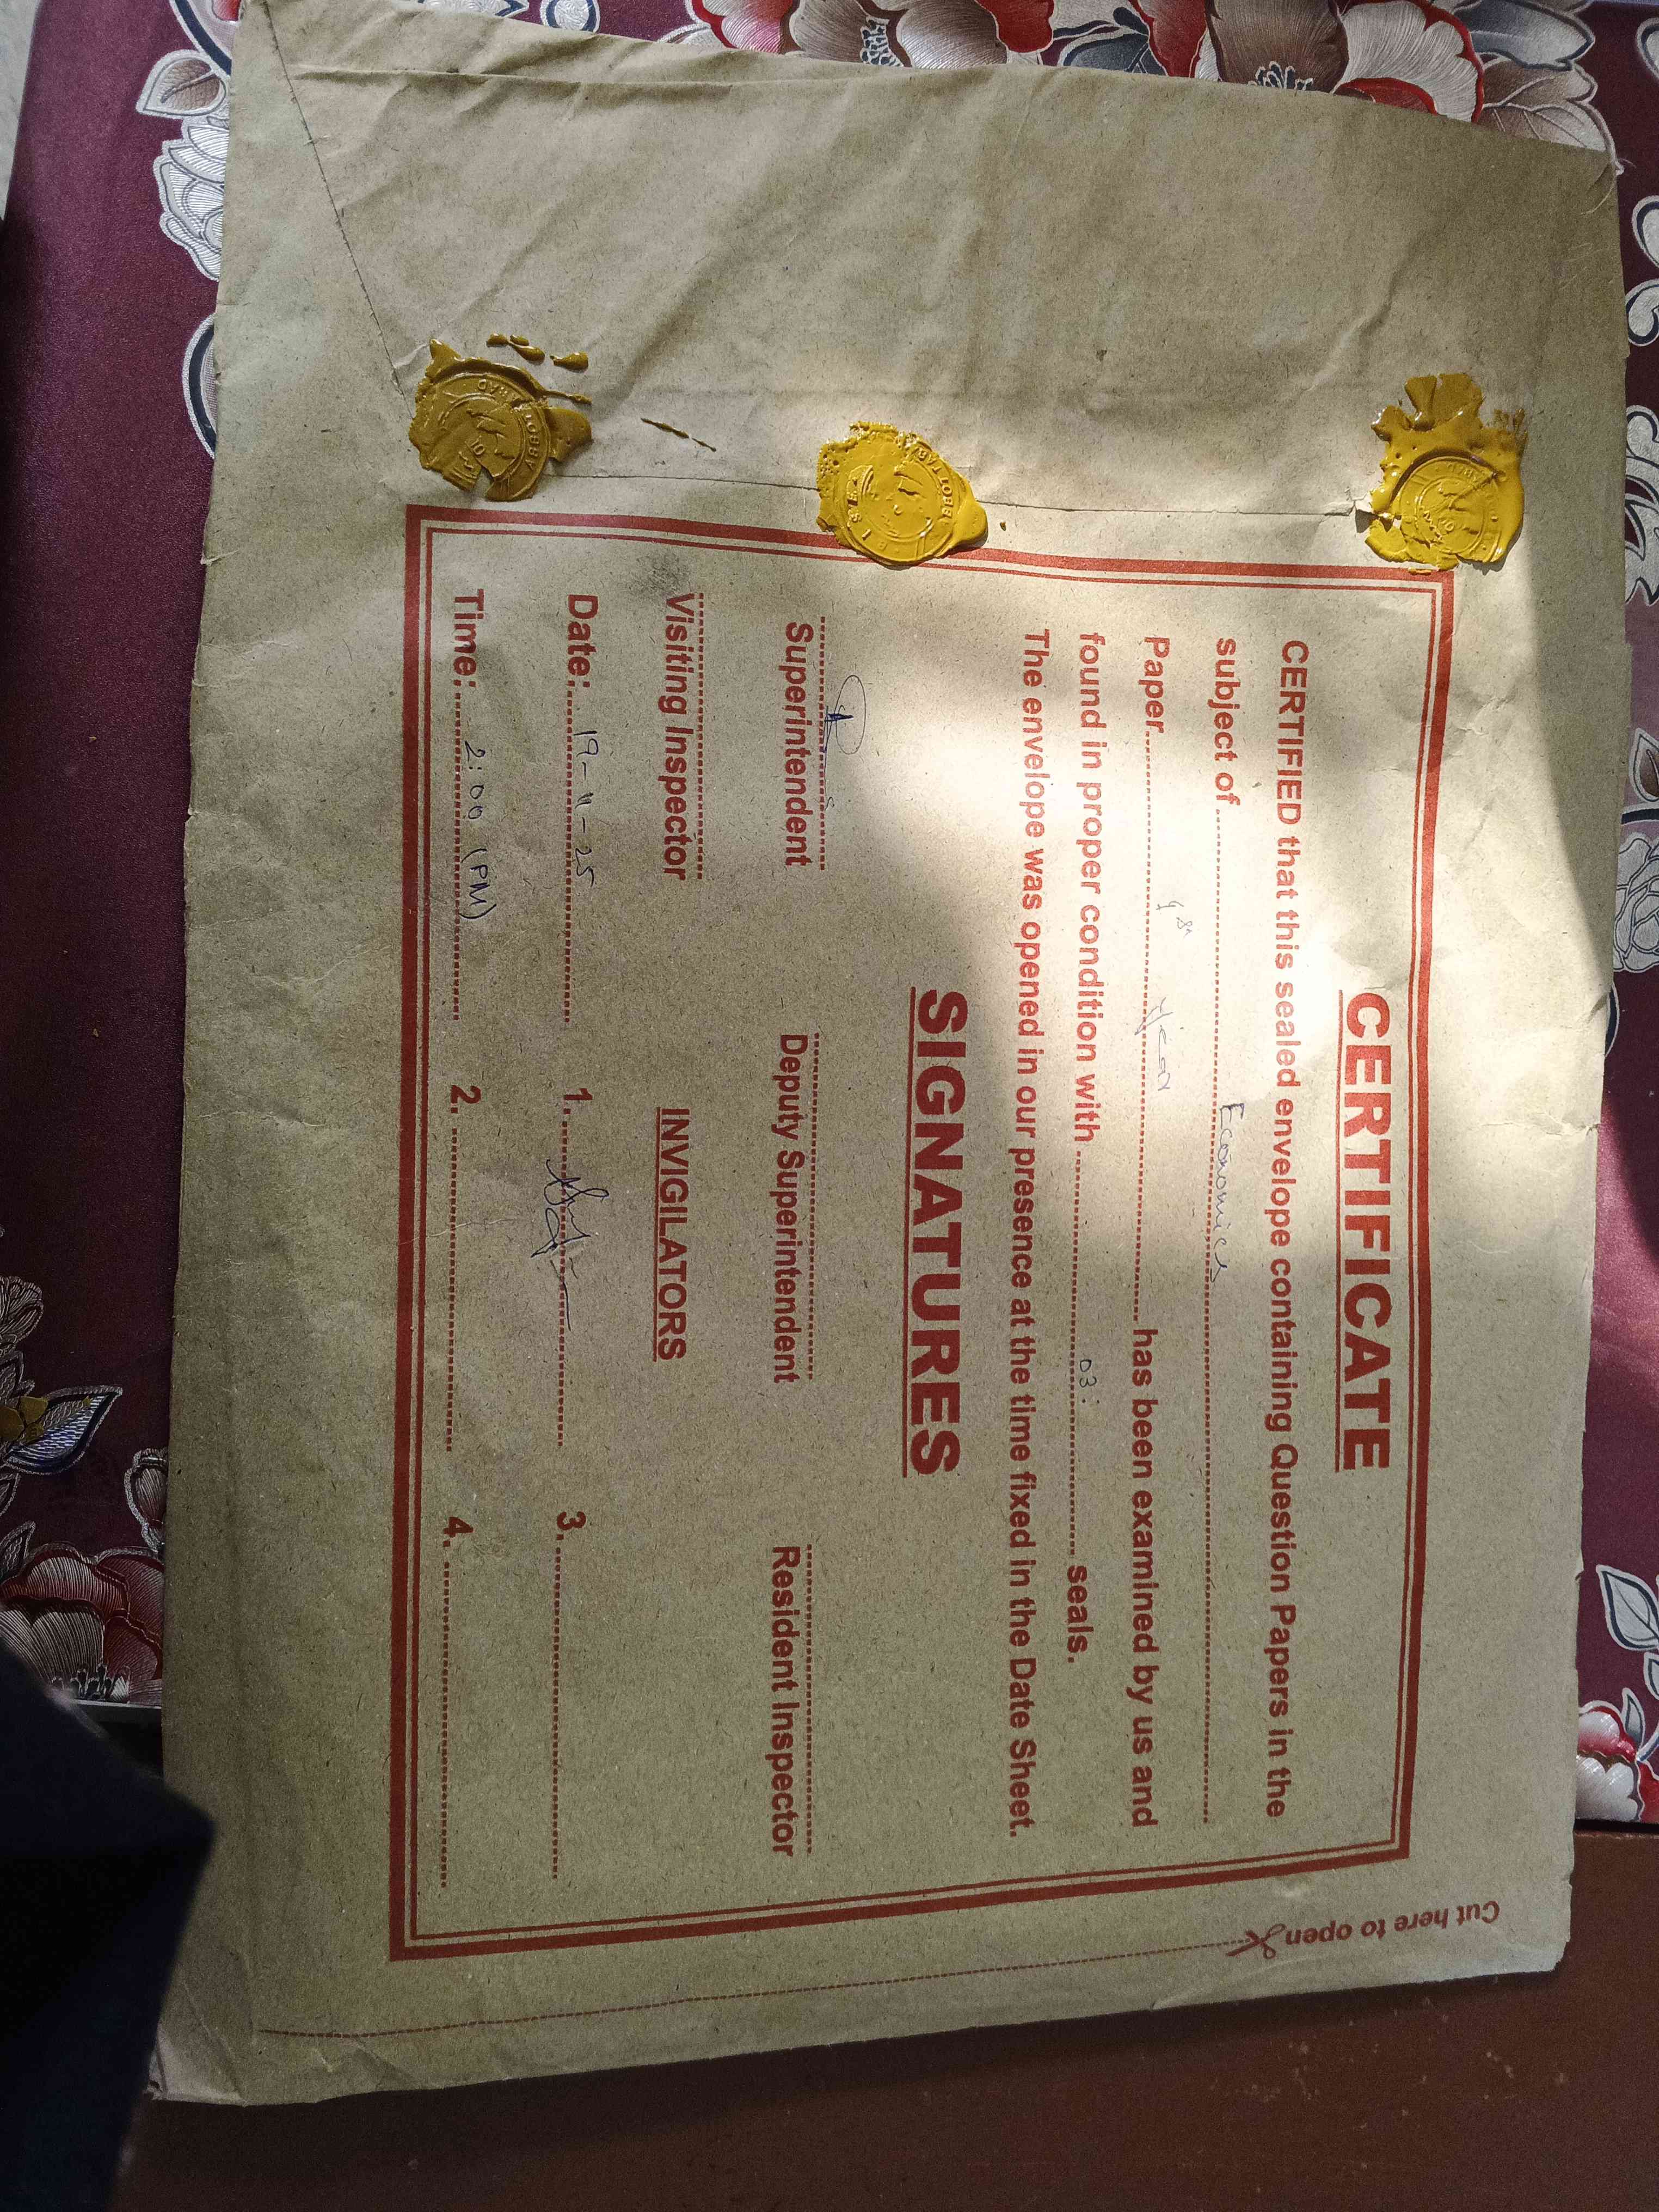 CERTIFICATE
CERTIFIED that this sealed envelope containing Question Papers in the
subject of Economics
Paper 1st Year has been examined by us and
found in proper condition with 03 seals.
The envelope was opened in our presence at the time fixed in the Date Sheet.
SIGNATURES
Superintendent Deputy Superintendent Resident Inspector
Visiting Inspector INVIGILATORS
Date: 19-11-25 1. 3.
Time: 2:00 (PM) 2. 4.
Cut here to open